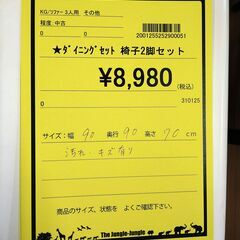 KG/ソファー３人用 その他
程度:中古
2001255252900051
★ﾀﾞｲﾆﾝｸﾞｾｯﾄ 椅子2脚セット
¥8,980(税込)
0
310125
サイズ:幅 90 奥行 90 高さ 70 cm
汚れ・キズ有り
商品のサイズ、状態を よくご確認下さい。
The Jungle-Jungle